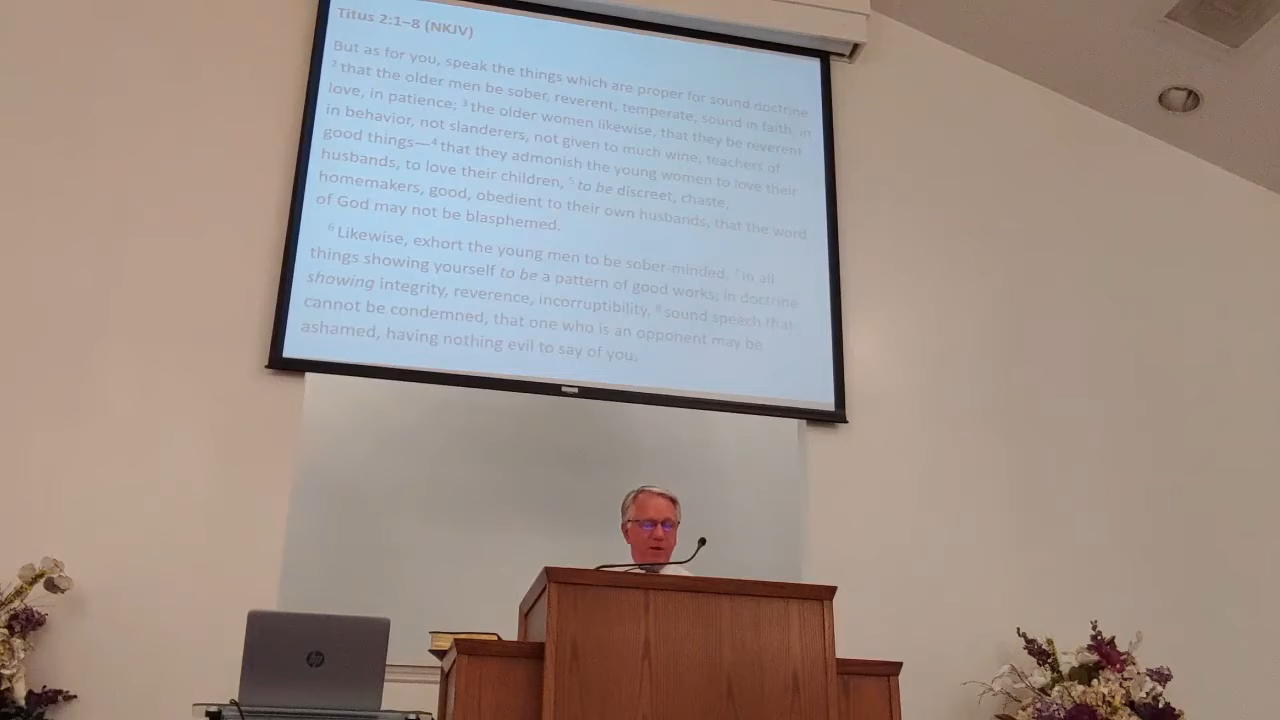 Titus 2:1–8 (NKJV)
But as for you, speak the things which are proper for sound doctrine
2 that the older men be sober, reverent, temperate, sound in faith, in
love, in patience; 3 the older women likewise, that they be reverent
in behavior, not slanderers, not given to much wine, teachers of
good things—4 that they admonish the young women to love their
husbands, to love their children, 5 to be discreet, chaste,
homemakers, good, obedient to their own husbands, that the word
of God may not be blasphemed.
6 Likewise, exhort the young men to be sober-minded, 7 in all
things showing yourself to be a pattern of good works; in doctrine
showing integrity, reverence, incorruptibility, 8 sound speech that
cannot be condemned, that one who is an opponent may be
ashamed, having nothing evil to say of you.
hp